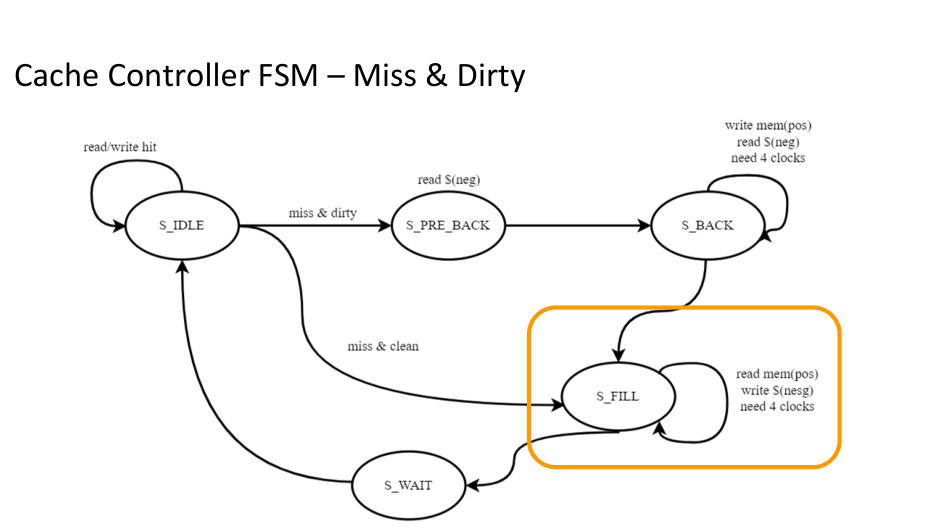 Cache Controller FSM – Miss & Dirty
write mem(pos)
read S(neg)
need 4 clocks
read/write hit
read S(neg)
miss & dirty
S_IDLE
S_PRE_BACK
S_BACK
miss & clean
read mem(pos)
write S(nesg)
need 4 clocks
S_FILL
S_WAIT